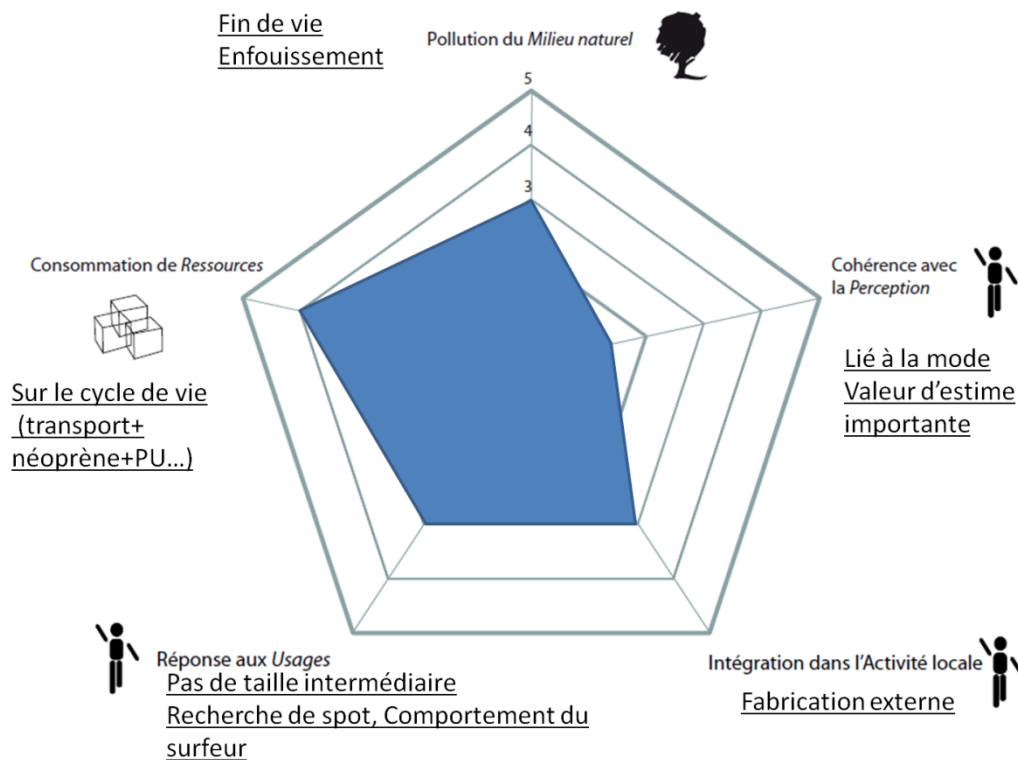 Fin de vie
Enfouissement
Pollution du Milieu naturel
5
4
3
Consommation de Ressources
Cohérence avec
la Perception
Sur le cycle de vie
(transport+
néoprène+PU...)
Lié à la mode
Valeur d'estime
importante
Réponse aux Usages
Pas de taille intermédiaire
Recherche de spot, Comportement du
surfeur
Intégration dans l'Activité locale
Fabrication externe